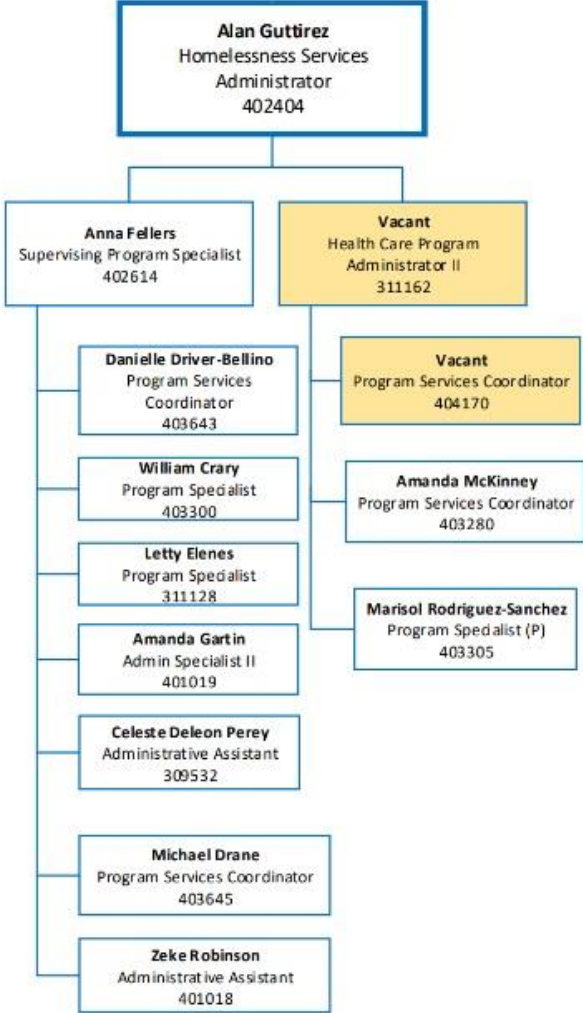 Alan Guttirez
Homelessness Services
Administrator
402404
Anna Fellers
Supervising Program Specialist
402614
Vacant
Health Care Program
Administrator II
311162
Danielle Driver-Bellino
Program Services
Coordinator
403643
William Crary
Program Specialist
403300
Letty Elenes
Program Specialist
311128
Amanda Gartin
Admin Specialist II
401019
Celeste Deleon Perey
Administrative Assistant
309532
Michael Drane
Program Services Coordinator
403645
Zeke Robinson
Administrative Assistant
401018
Vacant
Program Services Coordinator
404170
Amanda McKinney
Program Services Coordinator
403280
Marisol Rodriguez-Sanchez
Program Specialist (P)
403305